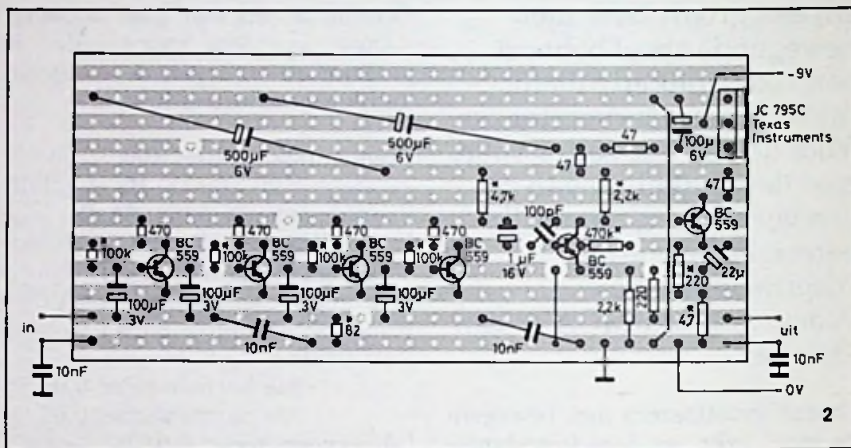 -9V
JC 795C
Texas
Instruments
500µF
6V
500µF
6V
47
47
100µ
6V
47
4,7k
2,2k
100pF
470k
BC
559
470
470
470
470
100k
BC
559
100k
BC
559
100k
BC
559
100k
BC
559
1µF
16V
BC
559
22µ
220
100µF
3V
100µF
3V
100µF
3V
100µF
3V
2,2k
220
47
in
10nF
82
10nF
uit
10nF
10nF
0V
2